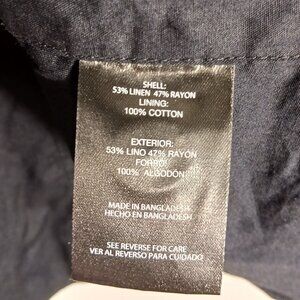 SHELL:
53% LINEN 47% RAYON
LINING:
100% COTTON
EXTERIOR:
53% LINO 47% RAYON
FORRO:
100% ALGODÓN
MADE IN BANGLADESH
HECHO EN BANGLADESH
SEE REVERSE FOR CARE
VER AL REVERSO PARA CUIDADO